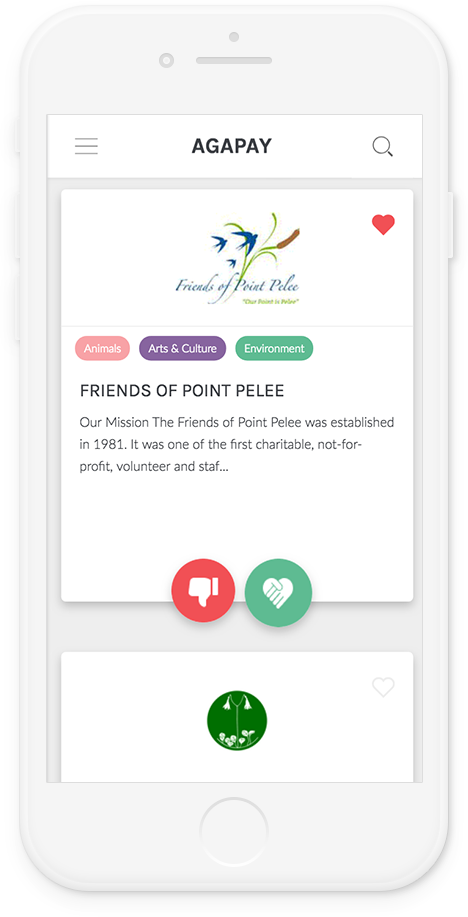 AGAPAY
Friends of Point Pelee
"Our Point is Pelee"
Animals Arts & Culture Environment
FRIENDS OF POINT PELEE
Our Mission The Friends of Point Pelee was established
in 1981. It was one of the first charitable, not-for-
profit, volunteer and staf...